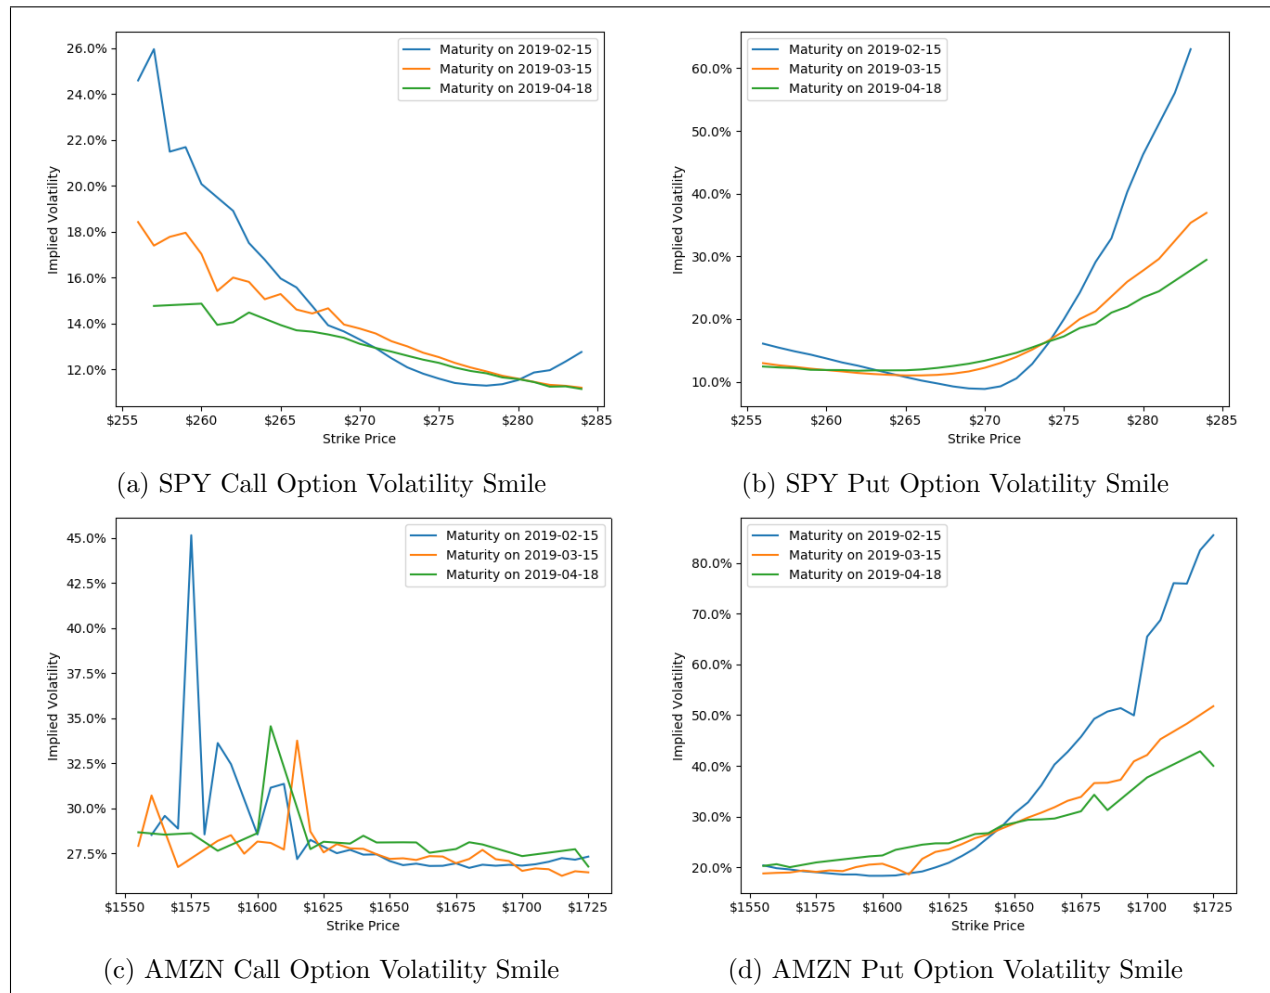 26.0%
24.0%
22.0%
20.0%
18.0%
16.0%
14.0%
12.0%
Implied Volatility
Maturity on 2019-02-15
Maturity on 2019-03-15
Maturity on 2019-04-18
$255 $260 $265 $270 $275 $280 $285
Strike Price
(a) SPY Call Option Volatility Smile
60.0%
50.0%
40.0%
30.0%
20.0%
10.0%
Implied Volatility
Maturity on 2019-02-15
Maturity on 2019-03-15
Maturity on 2019-04-18
$255 $260 $265 $270 $275 $280 $285
Strike Price
(b) SPY Put Option Volatility Smile
45.0%
42.5%
40.0%
37.5%
35.0%
32.5%
30.0%
27.5%
Implied Volatility
Maturity on 2019-02-15
Maturity on 2019-03-15
Maturity on 2019-04-18
$1550 $1575 $1600 $1625 $1650 $1675 $1700 $1725
Strike Price
(c) AMZN Call Option Volatility Smile
80.0%
70.0%
60.0%
50.0%
40.0%
30.0%
20.0%
Implied Volatility
Maturity on 2019-02-15
Maturity on 2019-03-15
Maturity on 2019-04-18
$1550 $1575 $1600 $1625 $1650 $1675 $1700 $1725
Strike Price
(d) AMZN Put Option Volatility Smile